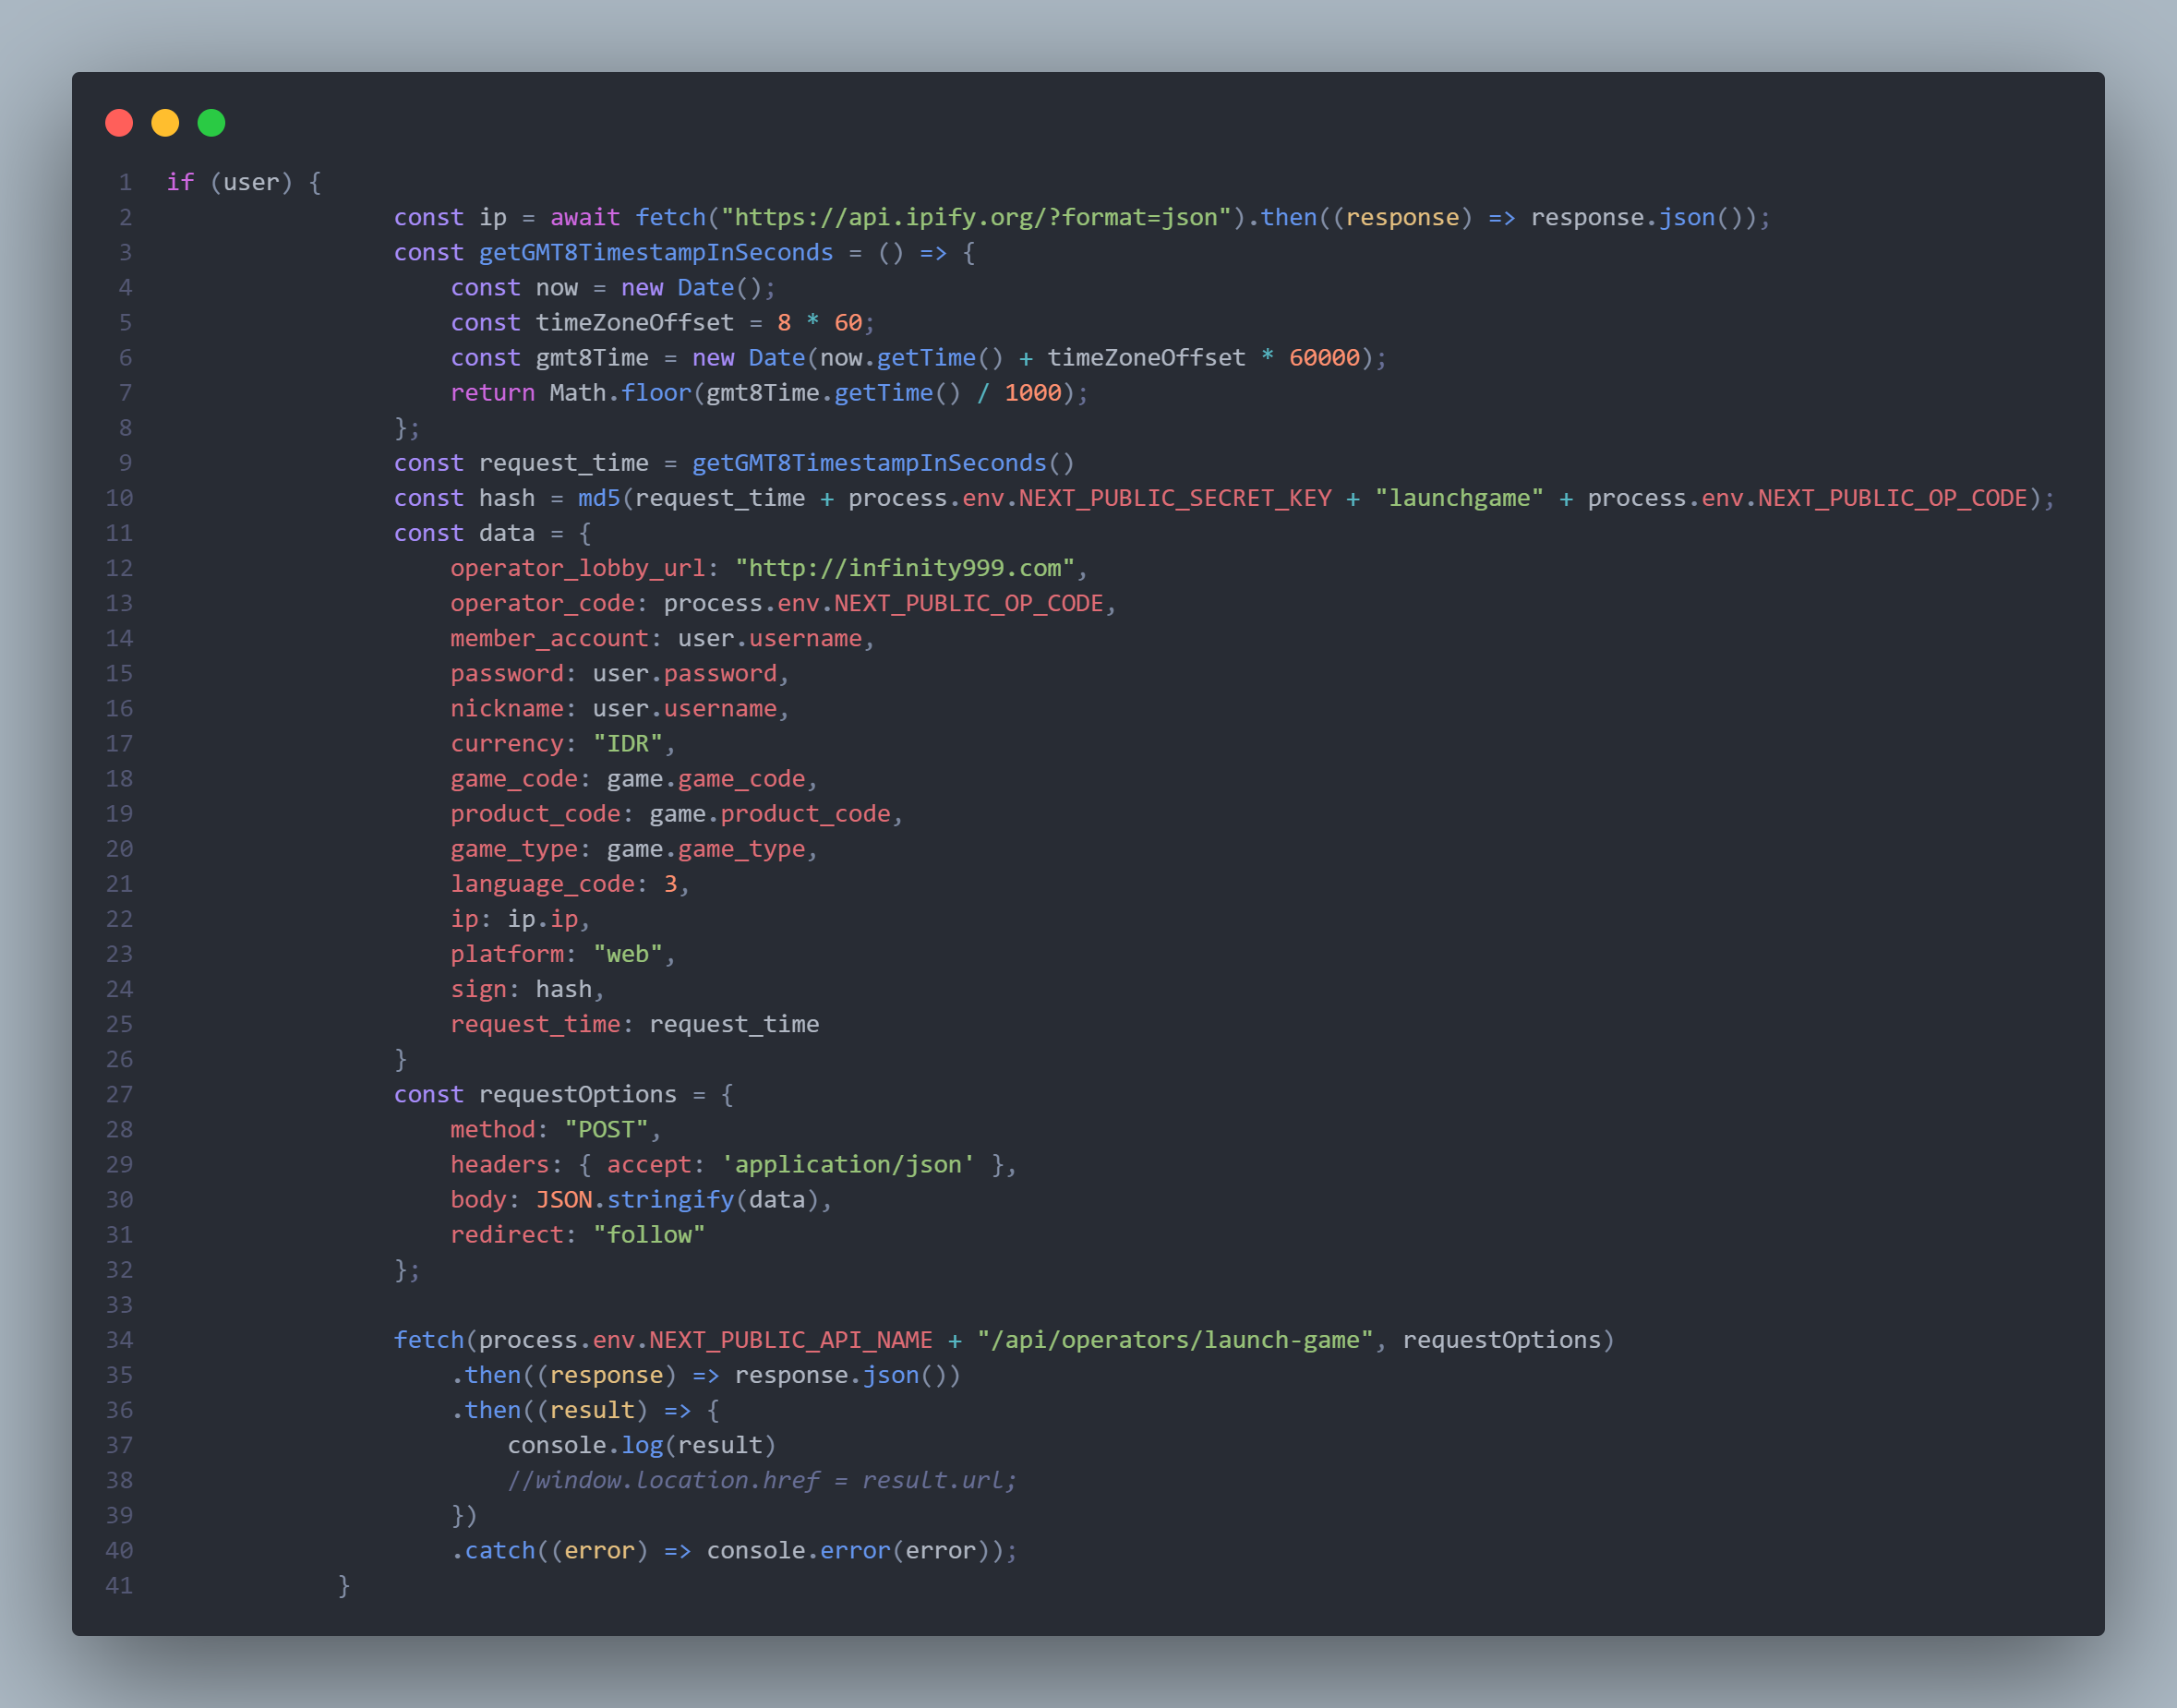 1 if (user) {
2 const ip = await fetch("https://api.ipify.org/?format=json").then((response) => response.json());
3 const getGMT8TimestampInSeconds = () => {
4 const now = new Date();
5 const timeZoneOffset = 8 * 60;
6 const gmt8Time = new Date(now.getTime() + timeZoneOffset * 60000);
7 return Math.floor(gmt8Time.getTime() / 1000);
8 };
9 const request_time = getGMT8TimestampInSeconds()
10 const hash = md5(request_time + process.env.NEXT_PUBLIC_SECRET_KEY + "launchgame" + process.env.NEXT_PUBLIC_OP_CODE);
11 const data = {
12 operator_lobby_url: "http://infinity999.com",
13 operator_code: process.env.NEXT_PUBLIC_OP_CODE,
14 member_account: user.username,
15 password: user.password,
16 nickname: user.username,
17 currency: "IDR",
18 game_code: game.game_code,
19 product_code: game.product_code,
20 game_type: game.game_type,
21 language_code: 3,
22 ip: ip.ip,
23 platform: "web",
24 sign: hash,
25 request_time: request_time
26 }
27 const requestOptions = {
28 method: "POST",
29 headers: { accept: 'application/json' },
30 body: JSON.stringify(data),
31 redirect: "follow"
32 };
33
34 fetch(process.env.NEXT_PUBLIC_API_NAME + "/api/operators/launch-game", requestOptions)
35 .then((response) => response.json())
36 .then((result) => {
37 console.log(result)
38 //window.location.href = result.url;
39 })
40 .catch((error) => console.error(error));
41 }